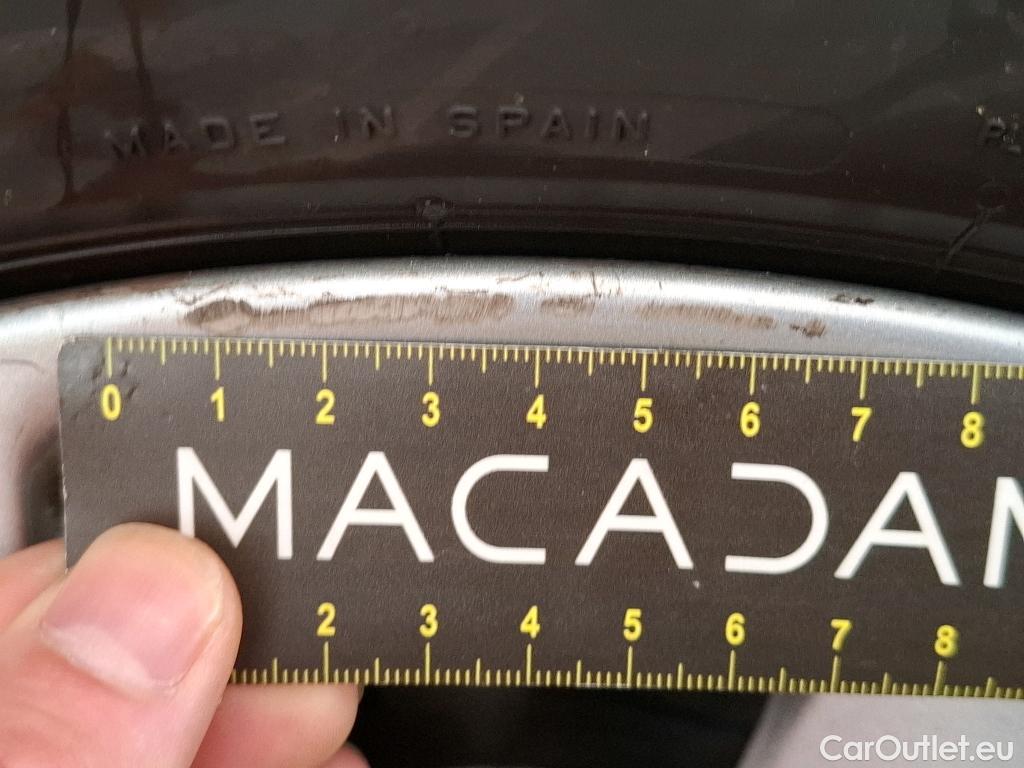 MADE IN SPAIN
0 1 2 3 4 5 6 7 8
MACADAM
2 3 4 5 6 7 8
CarOutlet.eu